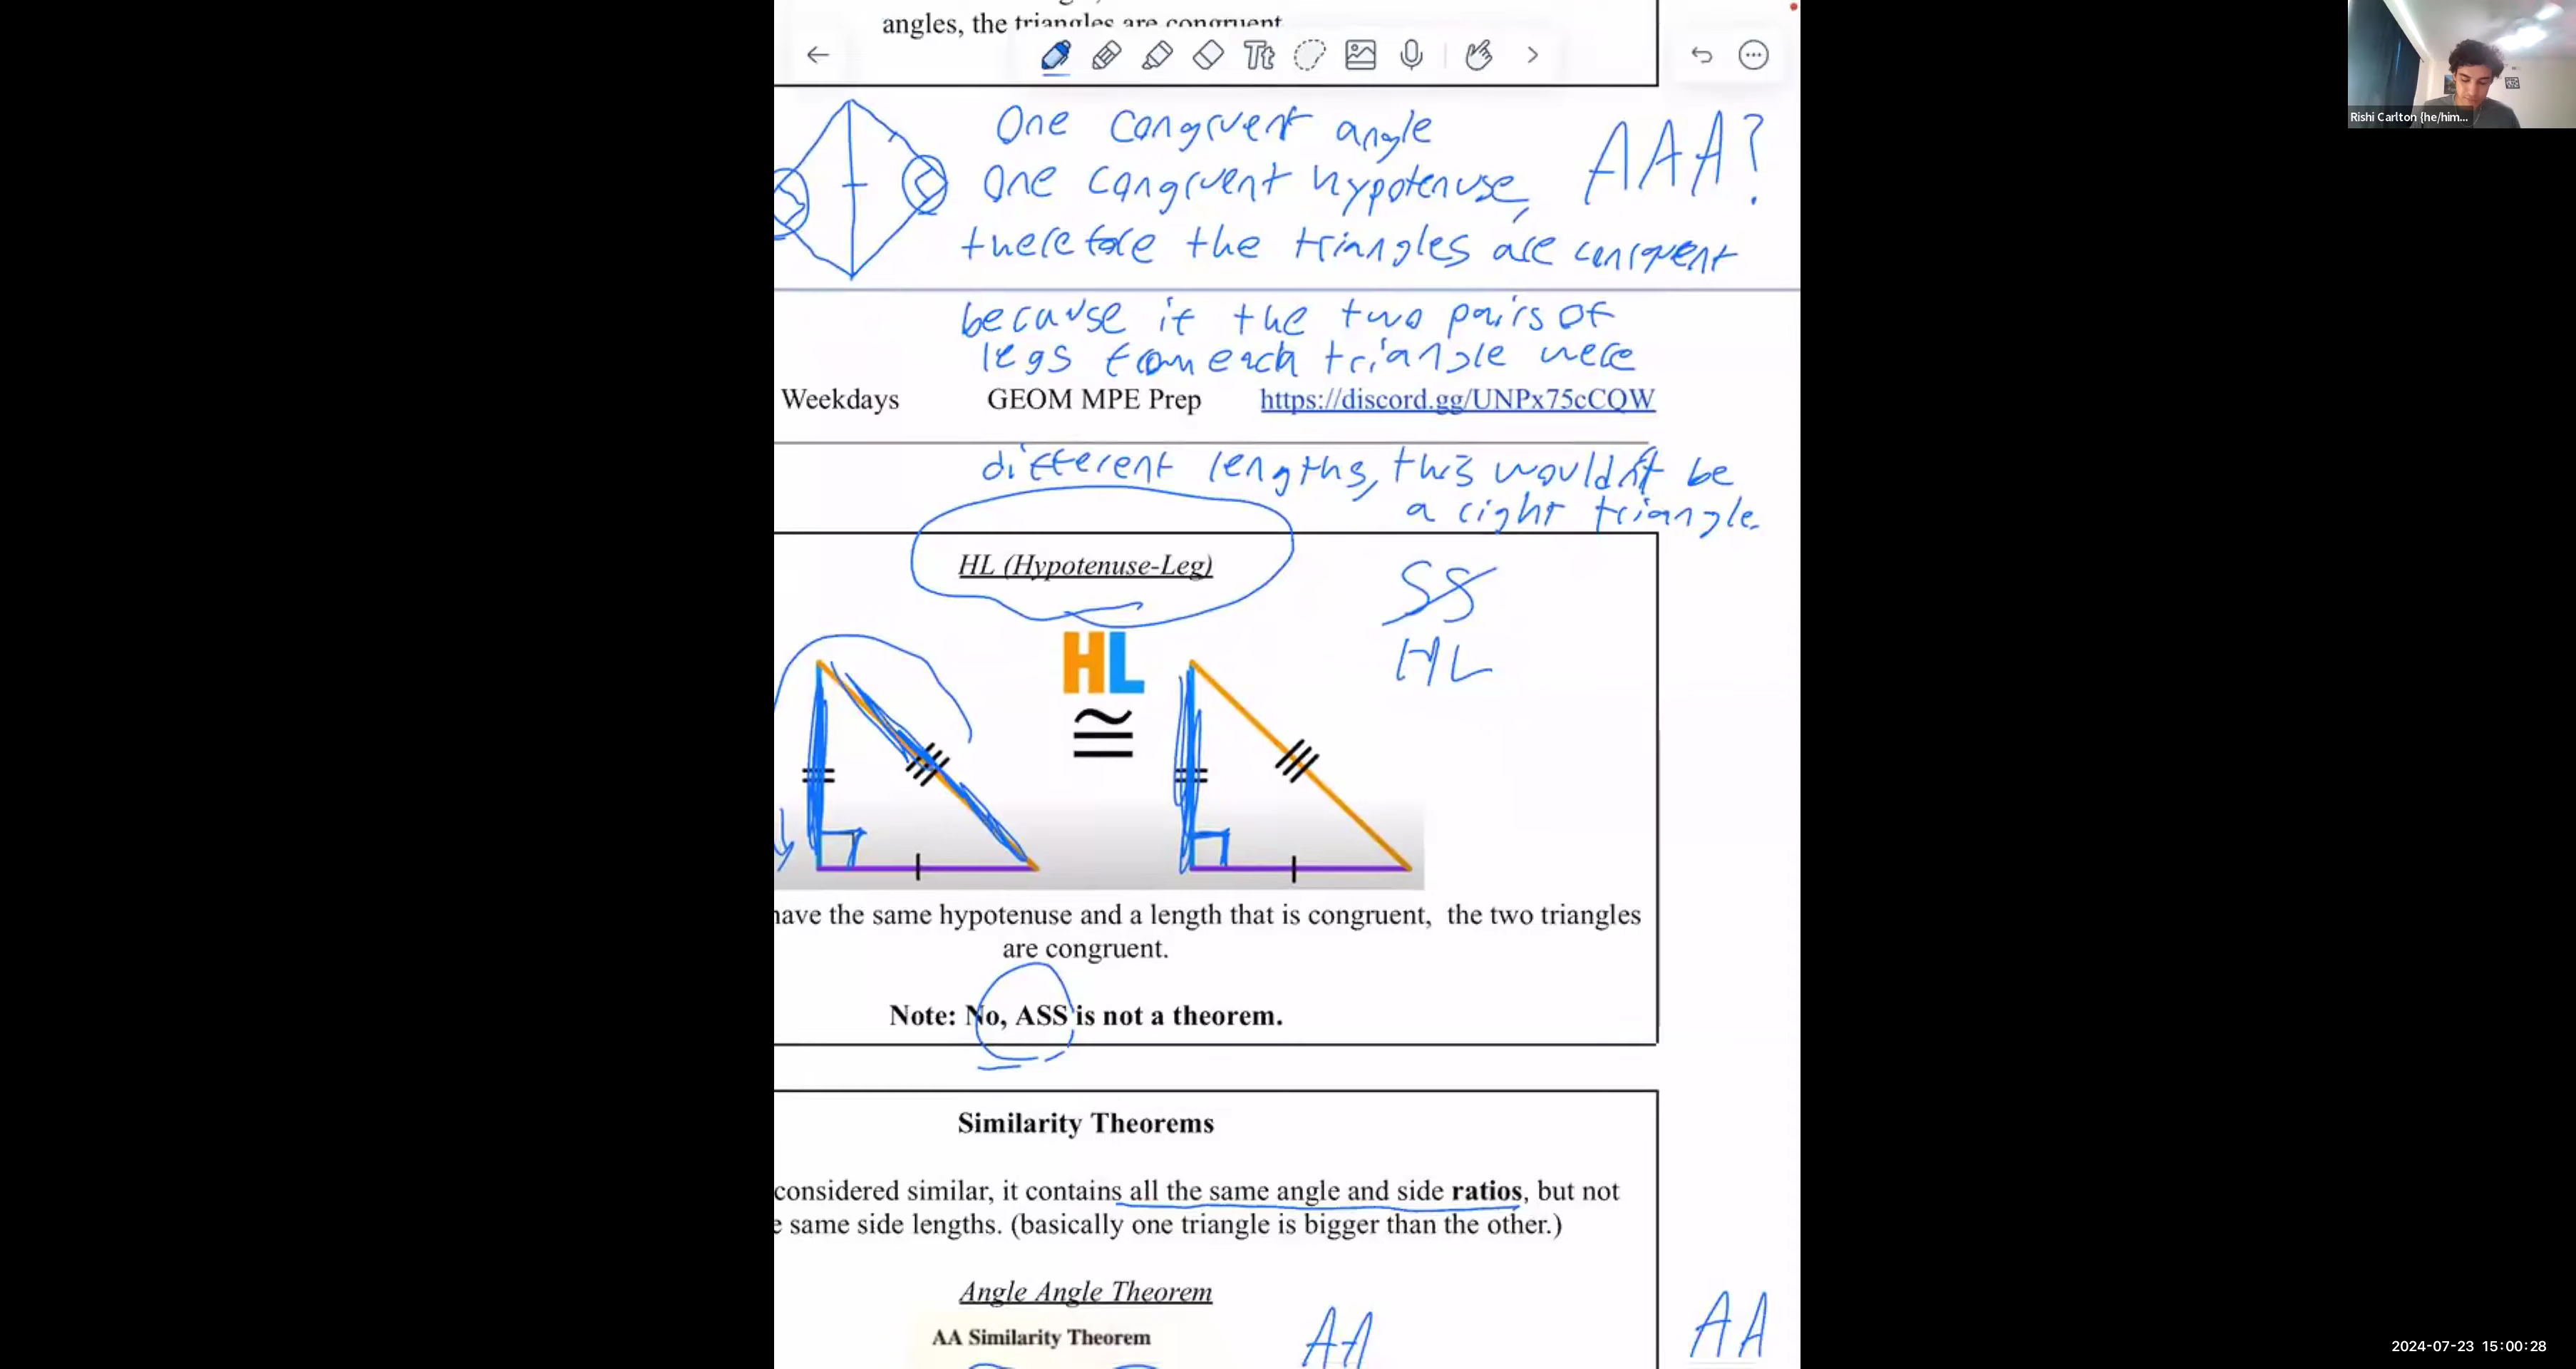 angles, the triangles are congruent
Tt
Rishi Carlton (he/him...
One congruent angle
AAA?
One congruent hypotenuse,
therefore the triangles are congruent
because if the two pairs of
legs from each triangle were
Weekdays GEOM MPE Prep https://discord.gg/UNPx75cCQW
different lengths, this wouldn't be
a right triangle.
HL (Hypotenuse-Leg)
SS
HL
HL
≅
have the same hypotenuse and a length that is congruent, the two triangles
are congruent.
Note: No, ASS is not a theorem.
Similarity Theorems
considered similar, it contains all the same angle and side ratios, but not
e same side lengths. (basically one triangle is bigger than the other.)
Angle Angle Theorem
AA Similarity Theorem
AA
AA
2024-07-23 15:00:28